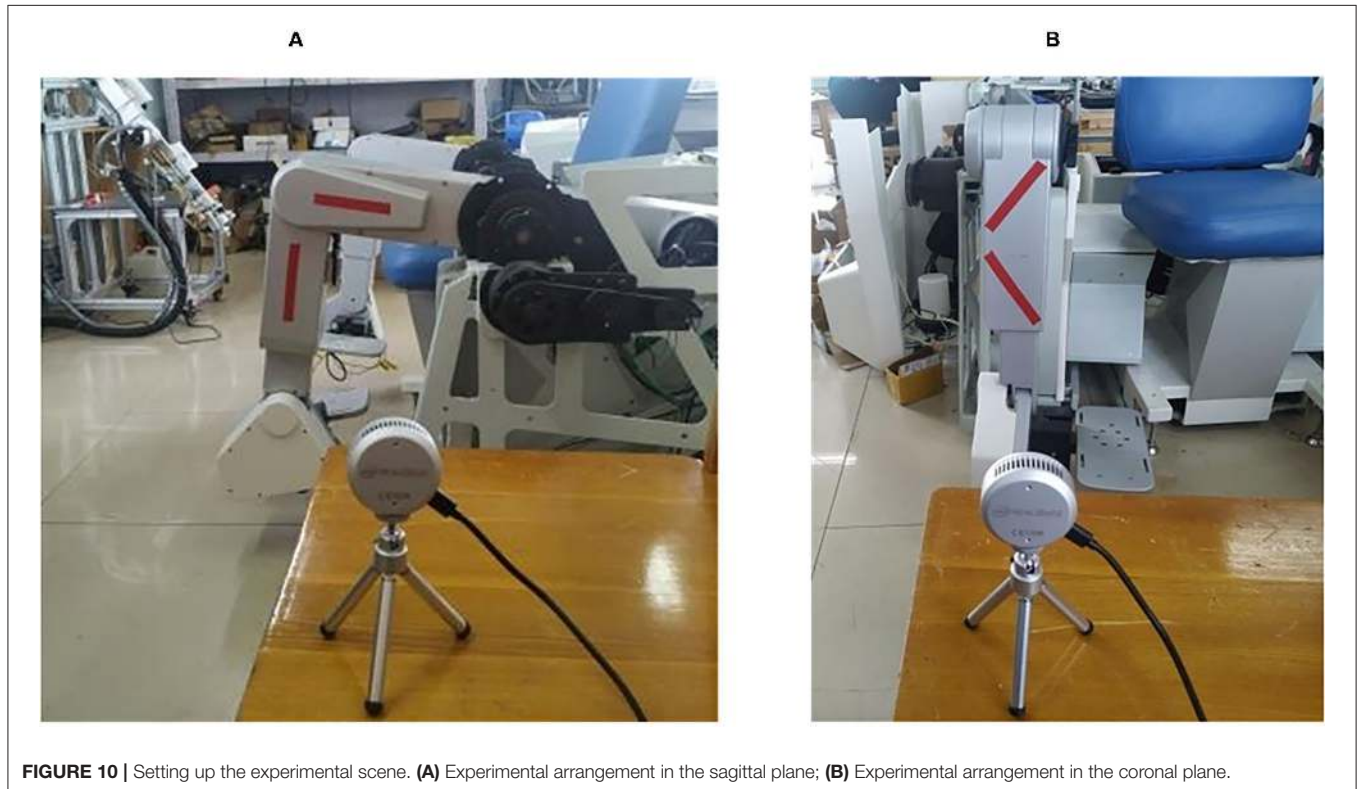 A
B
FIGURE 10 | Setting up the experimental scene. (A) Experimental arrangement in the sagittal plane; (B) Experimental arrangement in the coronal plane.